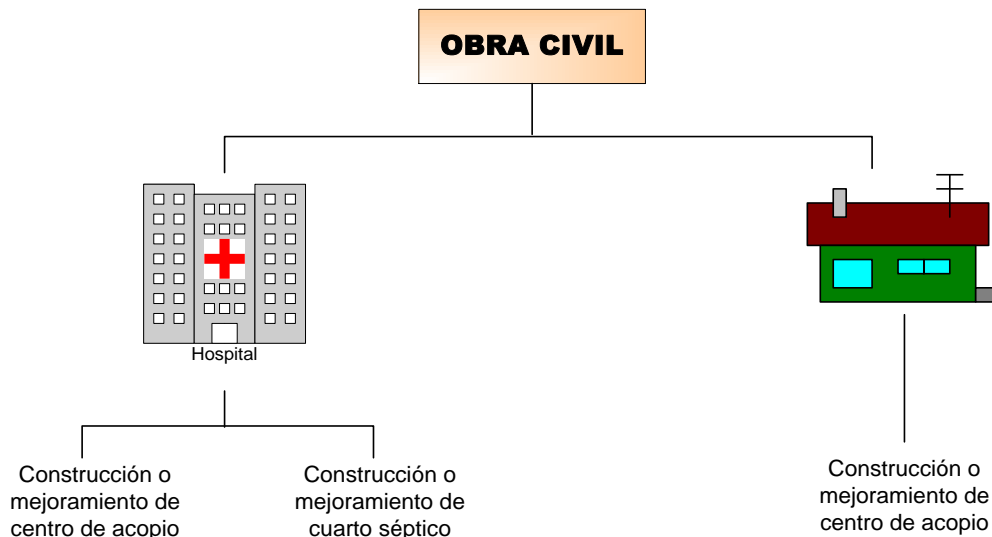 OBRA CIVIL
Hospital
Construcción o
mejoramiento de
centro de acopio
Construcción o
mejoramiento de
cuarto séptico
Construcción o
mejoramiento de
centro de acopio